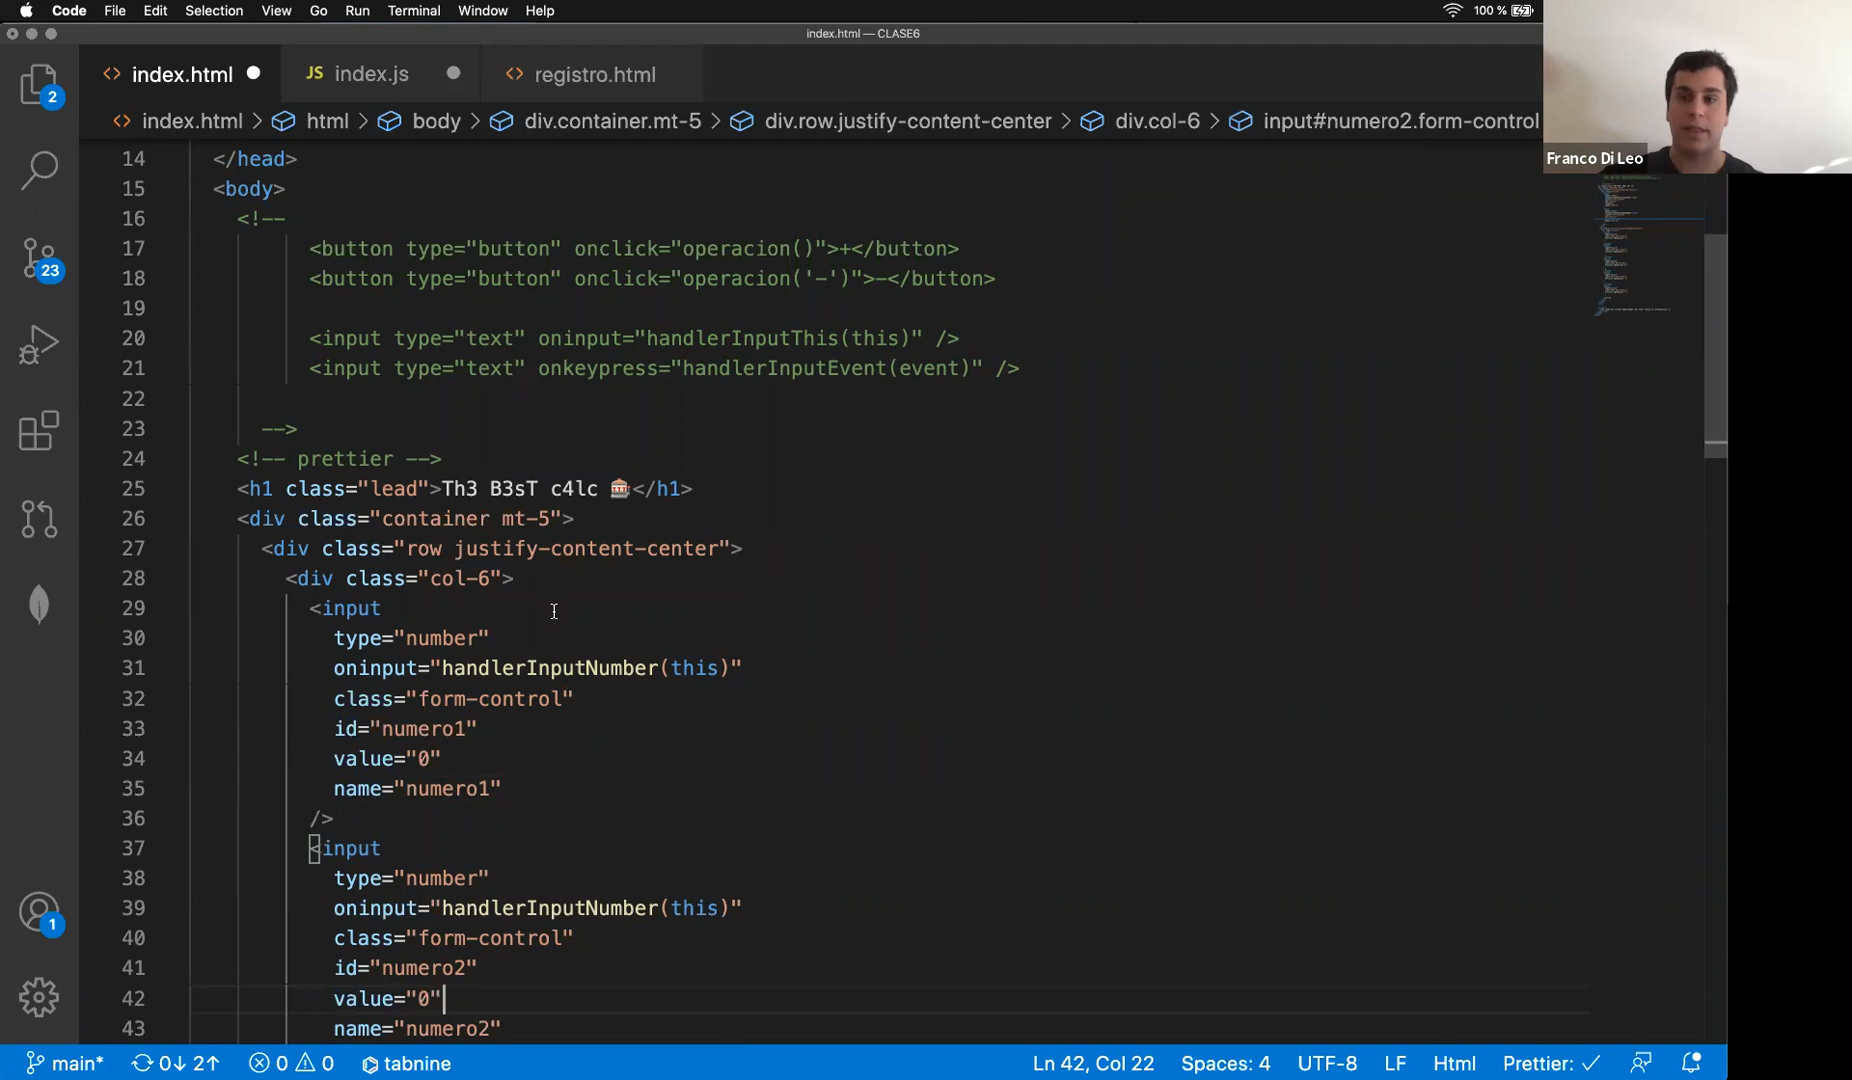 Code File Edit Selection View Go Run Terminal Window Help 100 %
index.html — CLASE6
index.html JS index.js registro.html
index.html > html > body > div.container.mt-5 > div.row.justify-content-center > div.col-6 > input#numero2.form-control
Franco Di Leo
2
23
1
14 </head>
15 <body>
16 <!--
17 <button type="button" onclick="operacion()">+</button>
18 <button type="button" onclick="operacion('-')">-</button>
19
20 <input type="text" oninput="handlerInputThis(this)" />
21 <input type="text" onkeypress="handlerInputEvent(event)" />
22
23 -->
24 <!-- prettier -->
25 <h1 class="lead">Th3 B3sT c4lc 🎰</h1>
26 <div class="container mt-5">
27 <div class="row justify-content-center">
28 <div class="col-6">
29 <input
30 type="number"
31 oninput="handlerInputNumber(this)"
32 class="form-control"
33 id="numero1"
34 value="0"
35 name="numero1"
36 />
37 <input
38 type="number"
39 oninput="handlerInputNumber(this)"
40 class="form-control"
41 id="numero2"
42 value="0"
43 name="numero2"
main* 0↓ 2↑ 0 0 tabnine Ln 42, Col 22 Spaces: 4 UTF-8 LF Html Prettier: ✓